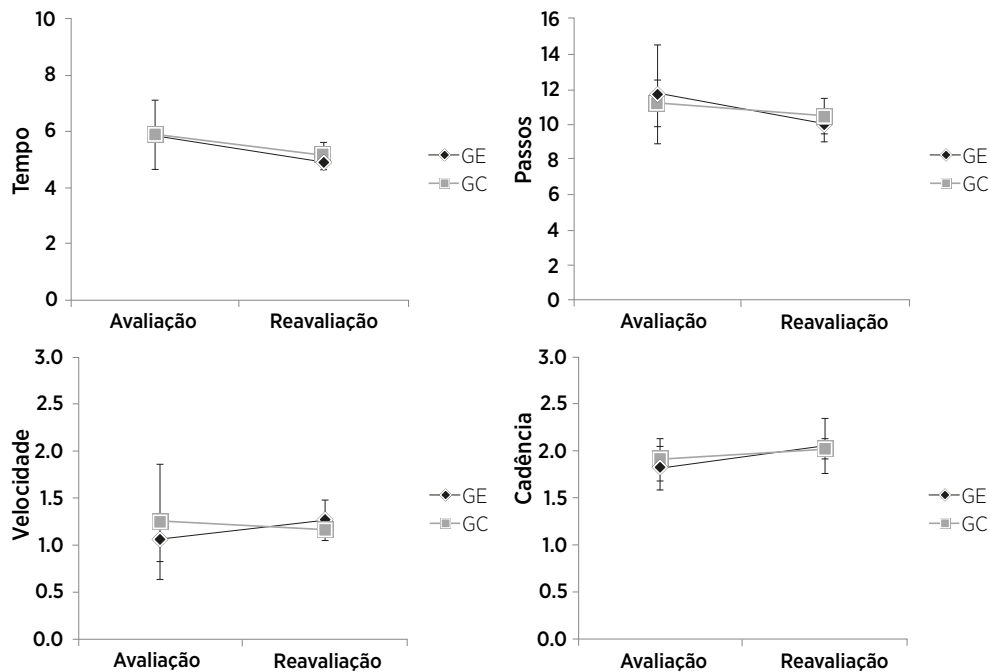 10
8
6
4
2
0
Tempo
Avaliação
Reavaliação
GE
GC
16
14
12
10
8
6
4
2
0
Passos
Avaliação
Reavaliação
GE
GC
3.0
2.5
2.0
1.5
1.0
0.5
0.0
Velocidade
Avaliação
Reavaliação
GE
GC
3.0
2.5
2.0
1.5
1.0
0.5
0.0
Cadência
Avaliação
Reavaliação
GE
GC